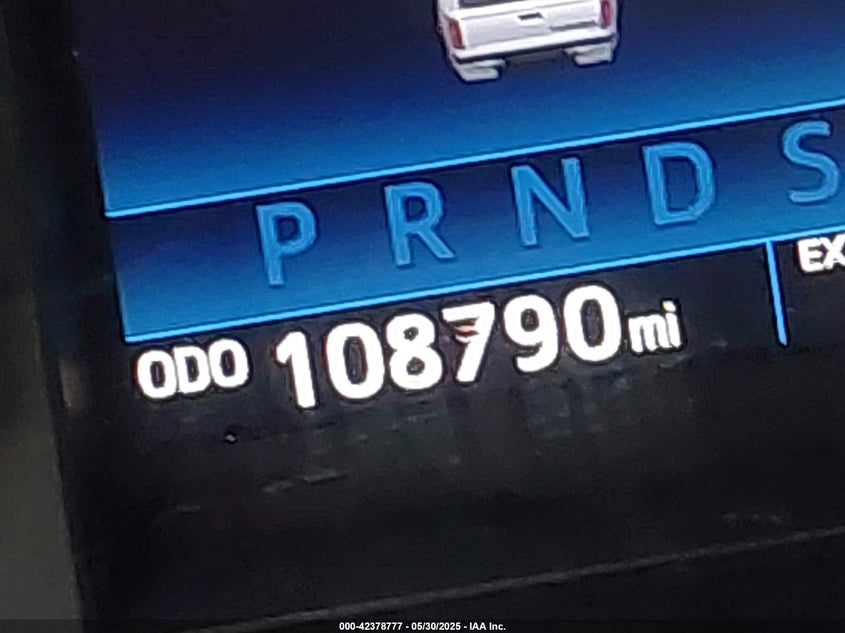 P R N D S
EX
ODO 108790 mi
000-42378777 - 05/30/2025 - IAA Inc.